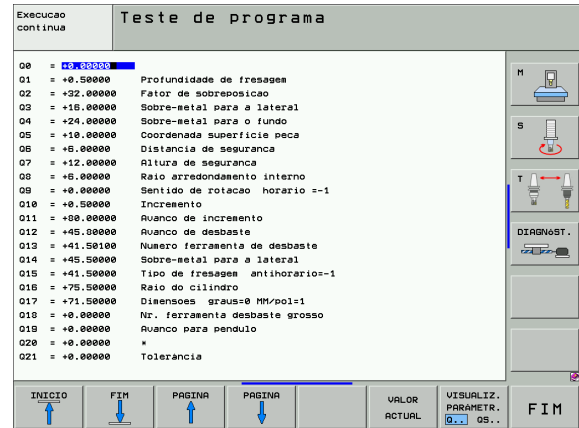 Execucao
continua
Teste de programa
Q0 = +0.00000
Q1 = +0.50000 Profundidade de fresagem
Q2 = +32.00000 Fator de sobreposicao
Q3 = +16.00000 Sobre-metal para a lateral
Q4 = +24.00000 Sobre-metal para o fundo
Q5 = +10.00000 Coordenada superficie peca
Q6 = +6.00000 Distancia de seguranca
Q7 = +12.00000 Altura de seguranca
Q8 = +6.00000 Raio arredondamento interno
Q9 = +0.00000 Sentido de rotacao horario =-1
Q10 = +0.50000 Incremento
Q11 = +80.00000 Avanco de incremento
Q12 = +45.80000 Avanco de desbaste
Q13 = +41.50100 Numero ferramenta de desbaste
Q14 = +45.50000 Sobre-metal para a lateral
Q15 = +41.50000 Tipo de fresagem antihorario=-1
Q16 = +75.50000 Raio do cilindro
Q17 = +71.50000 Dimensoes graus=0 MM/pol=1
Q18 = +0.00000 Nr. ferramenta desbaste grosso
Q19 = +0.00000 Avanco para pendulo
Q20 = +0.00000 *
Q21 = +0.00000 Tolerància
M
S
T
DIAGNóST.
INICIO
FIM
PAGINA
PAGINA
VALOR
ACTUAL
VISUALIZ.
PARAMETR.
Q.. QS..
FIM